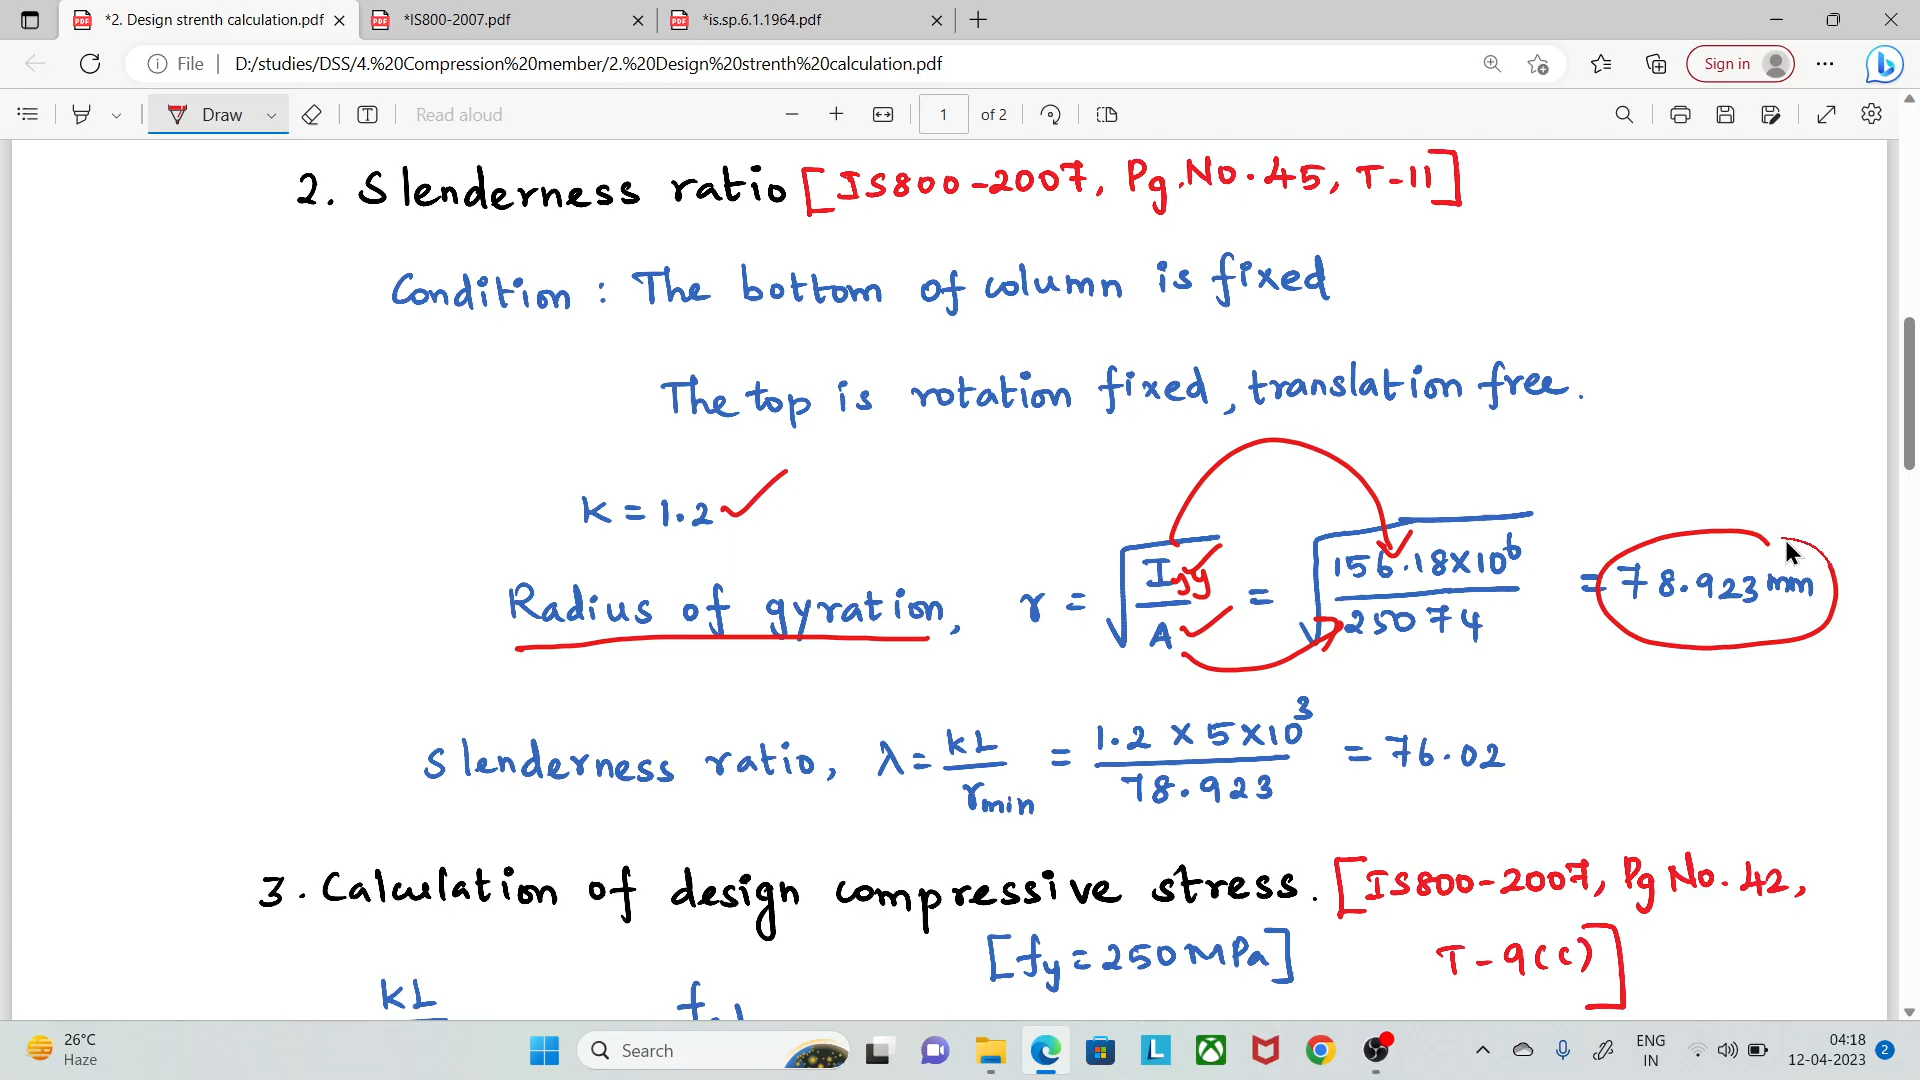 *2. Design strenth calculation.pdf
*IS800-2007.pdf
*is.sp.6.1.1964.pdf
File
D:/studies/DSS/4.%20Compression%20member/2.%20Design%20strenth%20calculation.pdf
Sign in
Draw
Read aloud
1 of 2
2. Slenderness ratio [IS800-2007, Pg.No.45, T-11]
Condition : The bottom of column is fixed
The top is rotation fixed, translation free.
K = 1.2
Radius of gyration, r = √(Iyy/A) = √(156.18×10⁶/25074) = 78.923 mm
Slenderness ratio, λ = kL/rmin = 1.2 × 5×10³/78.923 = 76.02
3. Calculation of design compressive stress. [IS800-2007, Pg No. 42,
[fy = 250 MPa] T-9(c)]
kL
26°C
Haze
Search
ENG
IN
04:18
12-04-2023
2